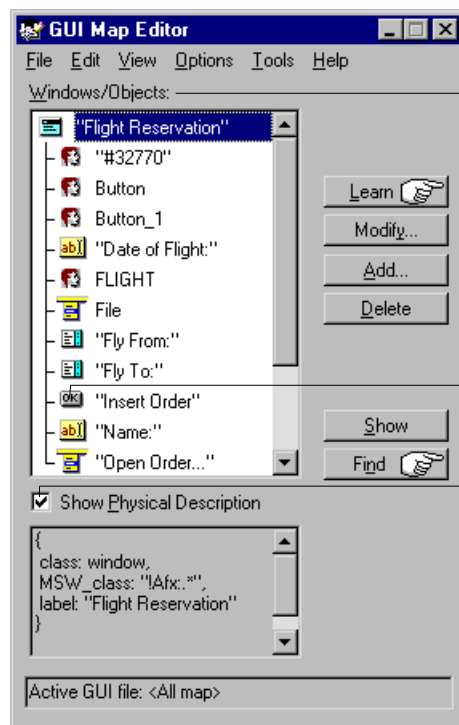 GUI Map Editor
File Edit View Options Tools Help
Windows/Objects:
"Flight Reservation"
"#32770"
Button
Button_1
"Date of Flight:"
FLIGHT
File
"Fly From:"
"Fly To:"
"Insert Order"
"Name:"
"Open Order..."
Learn
Modify...
Add...
Delete
Show
Find
Show Physical Description
{
class: window,
MSW_class: "!Afx:.*",
label: "Flight Reservation"
}
Active GUI file: <All map>